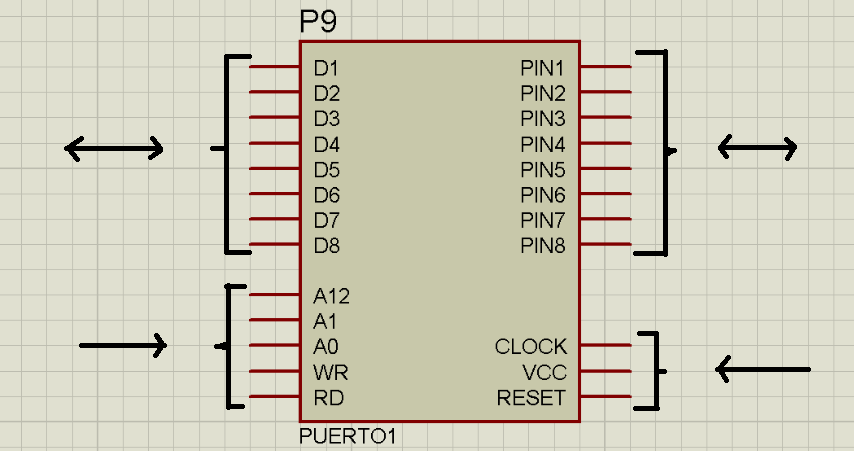 P9
D1 PIN1
D2 PIN2
D3 PIN3
D4 PIN4
D5 PIN5
D6 PIN6
D7 PIN7
D8 PIN8
A12
A1
A0 CLOCK
WR VCC
RD RESET
PUERTO1